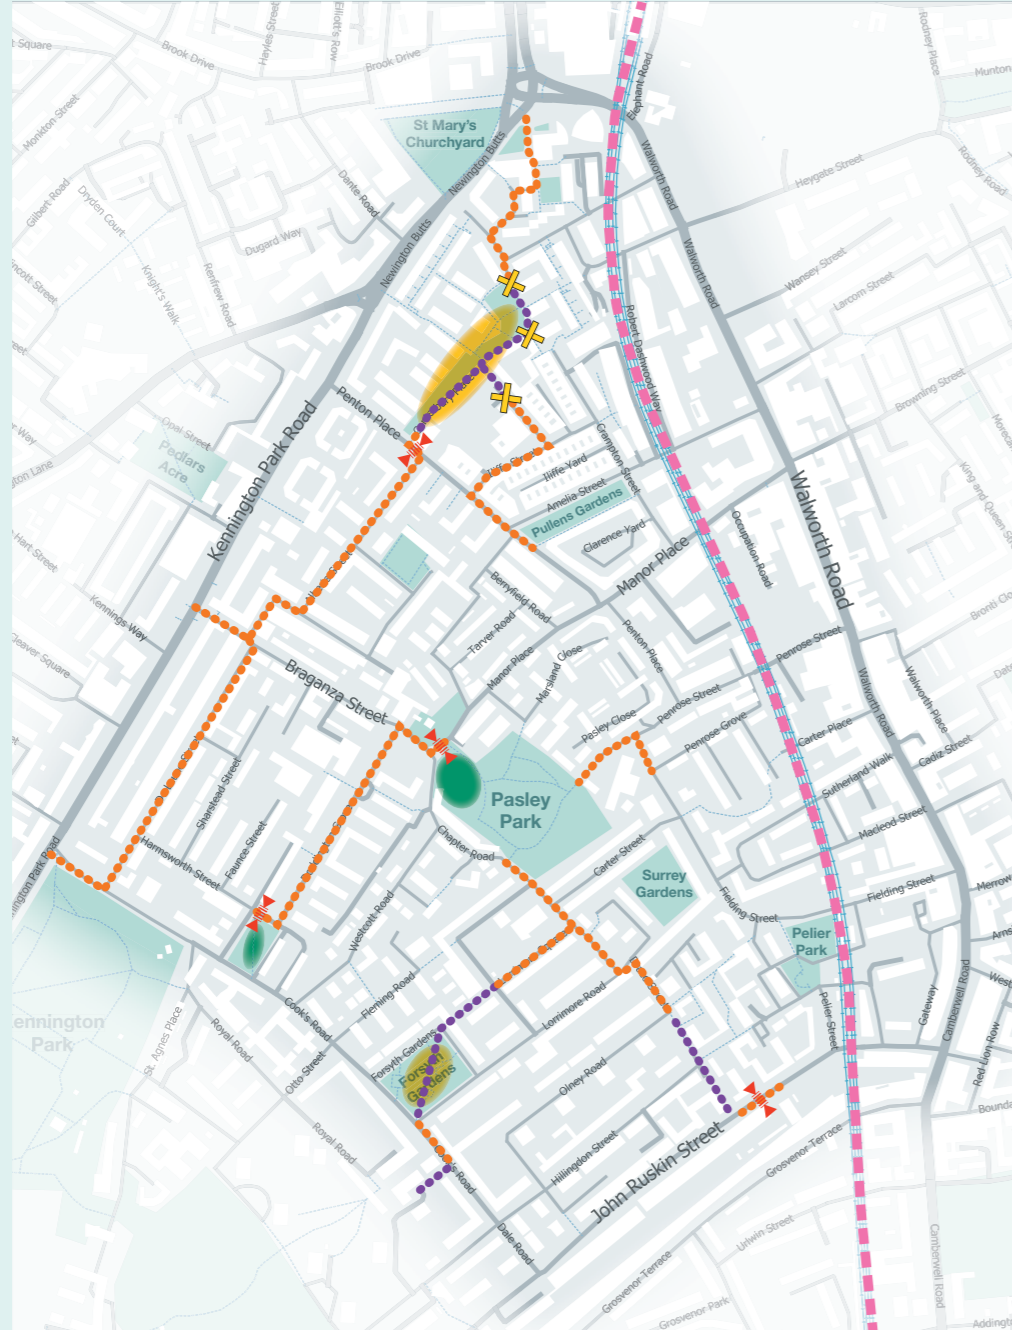 Square
Brook Drive
Hayles Street
Elliott's Row
Brook Drive
Rodney Place
Munton
Elephant Road
Monkton Street
St Mary's
Churchyard
Newington Butts
Walworth Road
Heygate Street
Rodney Road
Gilbert Road
Dryden Court
Dante Road
Dugard Way
Newington Butts
Walworth Road
Wansey Street
Knight's Walk
Renfrew Road
Larcom Street
Robert Dashwood Way
Browning Street
Penton Place
Kennington Park Road
Opal Street
Pedlars
Acre
Crampton Street
Iliffe Yard
Amelia Street
Pullens Gardens
Clarence Yard
Walworth Road
Occupation Road
King and Queen
Hart Street
Manor Place
Berryfield Road
Kennings Way
Cleaver Square
Tarver Road
Manor Place
Marsland Close
Penton Place
Penrose Street
Braganza Street
Walworth Road
Walworth Place
Penrose Street
Pasley Close
Penrose Grove
Carter Place
Cadiz Street
Sutherland Walk
Sharstead Street
Pasley
Park
Macleod Street
Faunce Street
Harmsworth Street
Chapter Road
Carter Street
Surrey
Gardens
Fielding Street
Fielding Street
Westcott Road
Pelier
Park
Fleming Road
Lorrimore Road
Pelier Street
Gateway
Camberwell Road
Red Lion Row
Cook's Road
Royal Road
St. Agnes Place
Otto Street
Forsyth Gardens
Forsyth
Gardens
Olney Road
Park
Royal Road
Hillingdon Street
John Ruskin Street
Grosvenor Terrace
Dale Road
Urlwin Street
Camberwell Road
Grosvenor Terrace
Grosvenor Park